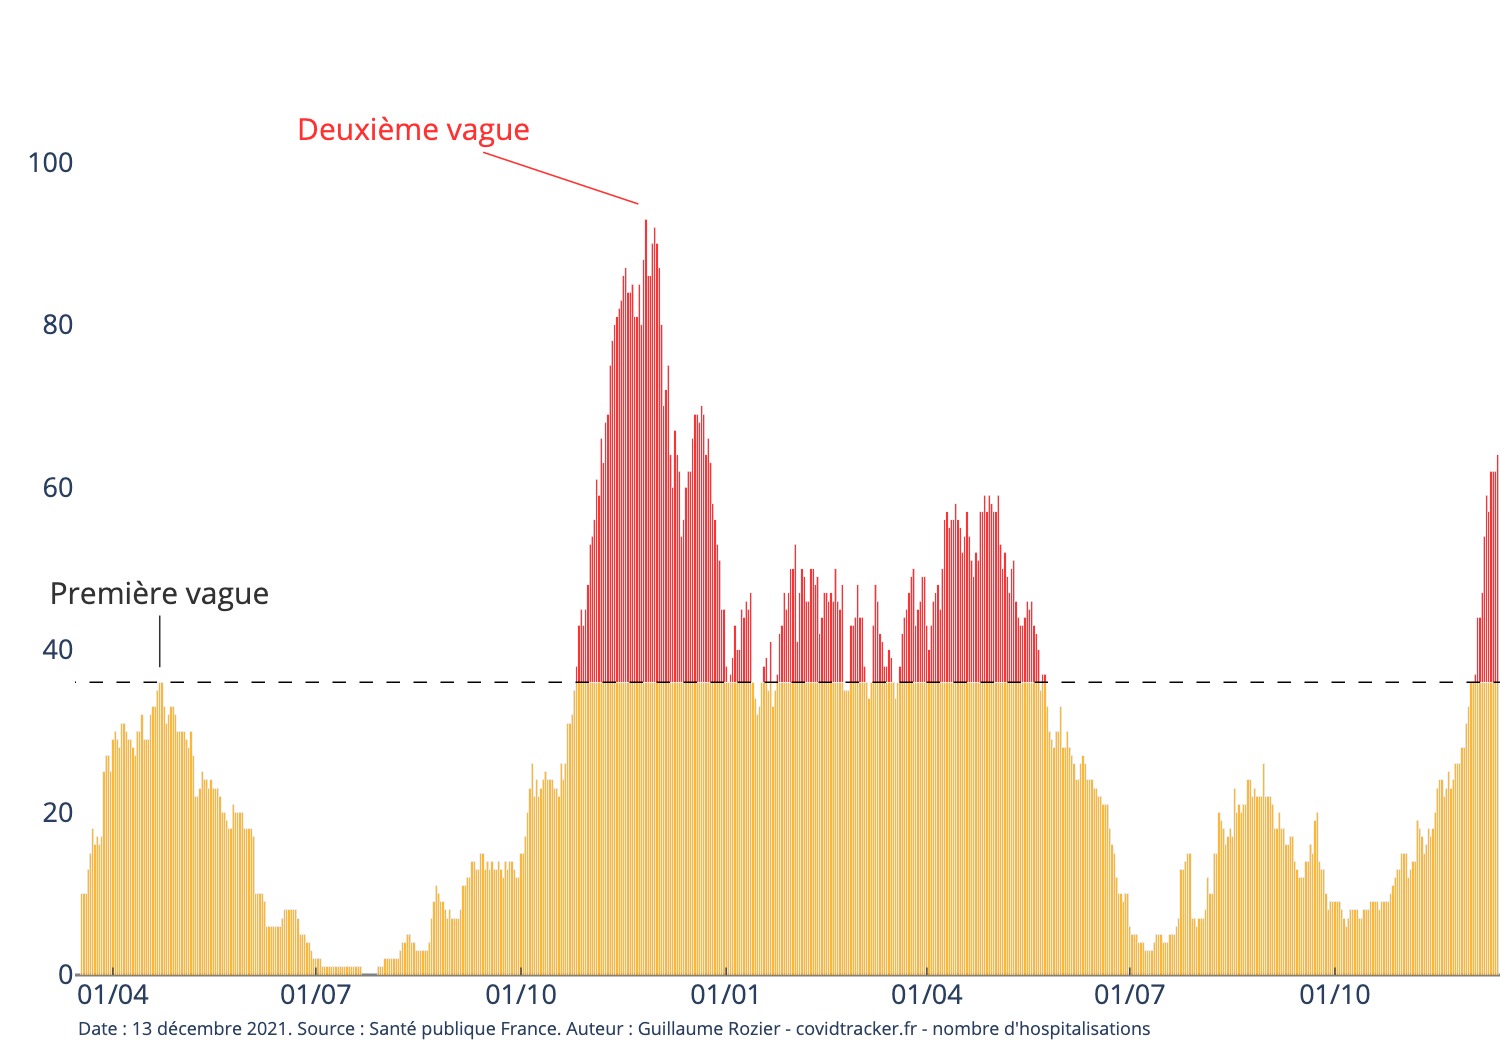 Deuxième vague
100
80
60
Première vague
40
20
0
01/04 01/07 01/10 01/01 01/04 01/07 01/10
Date : 13 décembre 2021. Source : Santé publique France. Auteur : Guillaume Rozier - covidtracker.fr - nombre d'hospitalisations